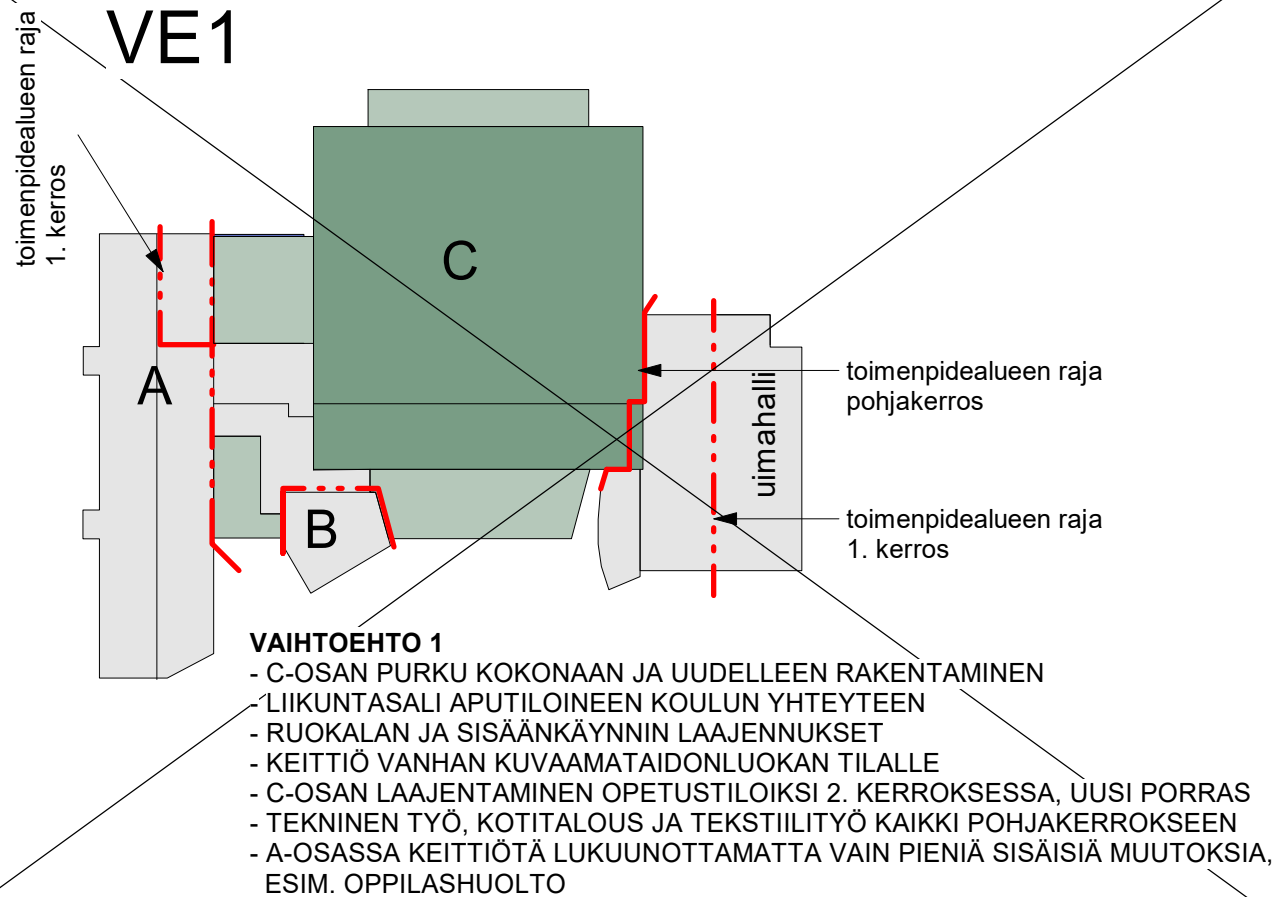 VE1
toimenpidealueen raja
1. kerros
C
A
B
uimahalli
toimenpidealueen raja
pohjakerros
toimenpidealueen raja
1. kerros
VAIHTOEHTO 1
- C-OSAN PURKU KOKONAAN JA UUDELLEEN RAKENTAMINEN
- LIIKUNTASALI APUTILOINEEN KOULUN YHTEYTEEN
- RUOKALAN JA SISÄÄNKÄYNNIN LAAJENNUKSET
- KEITTIÖ VANHAN KUVAAMATAIDONLUOKAN TILALLE
- C-OSAN LAAJENTAMINEN OPETUSTILOIKSI 2. KERROKSESSA, UUSI PORRAS
- TEKNINEN TYÖ, KOTITALOUS JA TEKSTIILITYÖ KAIKKI POHJAKERROKSEEN
- A-OSASSA KEITTIÖTÄ LUKUUNOTTAMATTA VAIN PIENIÄ SISÄISIÄ MUUTOKSIA,
ESIM. OPPILASHUOLTO